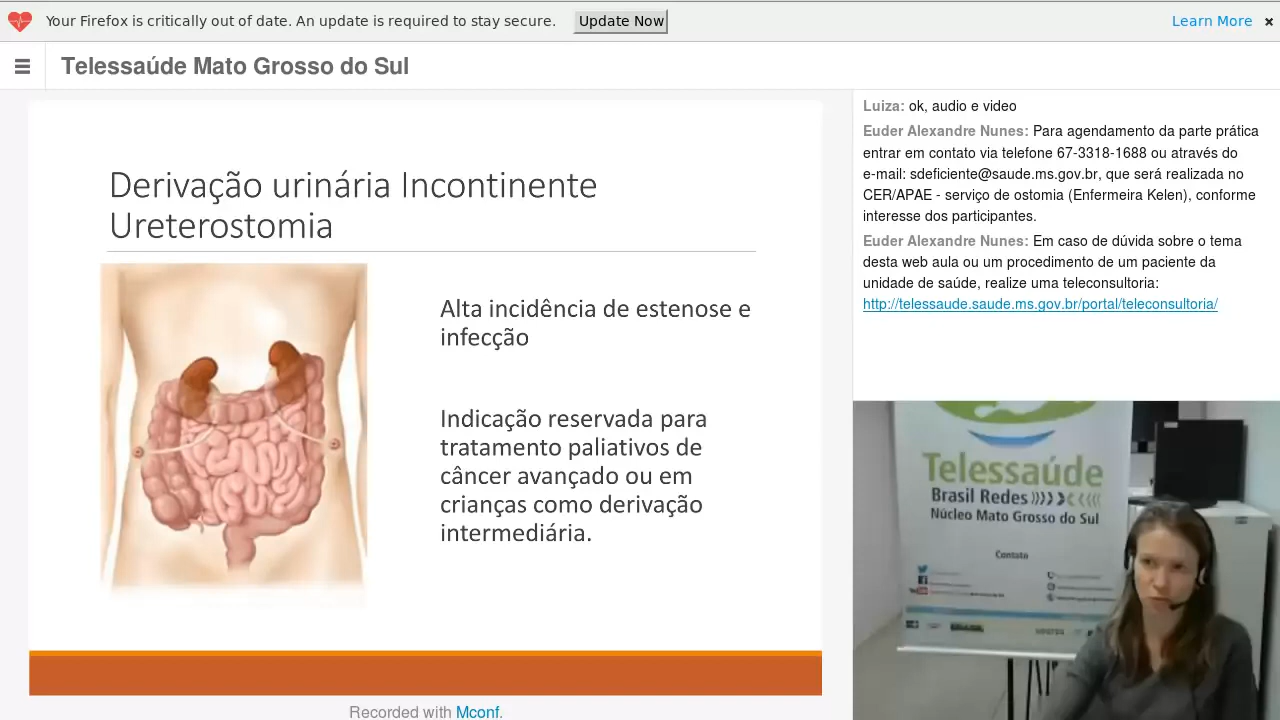 Your Firefox is critically out of date. An update is required to stay secure. Update Now Learn More ×
Telessaúde Mato Grosso do Sul
Derivação urinária Incontinente
Ureterostomia
Alta incidência de estenose e
infecção
Indicação reservada para
tratamento paliativos de
câncer avançado ou em
crianças como derivação
intermediária.
Recorded with Mconf.
Luiza: ok, audio e video
Euder Alexandre Nunes: Para agendamento da parte prática
entrar em contato via telefone 67-3318-1688 ou através do
e-mail: sdeficiente@saude.ms.gov.br, que será realizada no
CER/APAE - serviço de ostomia (Enfermeira Kelen), conforme
interesse dos participantes.
Euder Alexandre Nunes: Em caso de dúvida sobre o tema
desta web aula ou um procedimento de um paciente da
unidade de saúde, realize uma teleconsultoria:
http://telessaude.saude.ms.gov.br/portal/teleconsultoria/
Telessaúde
Brasil Redes
Núcleo Mato Grosso do Sul
Contato